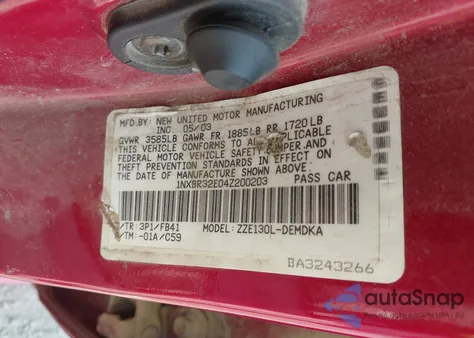 MFD.BY: NEW UNITED MOTOR MANUFACTURING
INC 05/03
GVWR 3585LB GAWR FR 1885LB RR 1720LB
THIS VEHICLE CONFORMS TO ALL APPLICABLE
FEDERAL MOTOR VEHICLE SAFETY, BUMPER, AND
THEFT PREVENTION STANDARDS IN EFFECT ON
THE DATE OF MANUFACTURE SHOWN ABOVE.
1NXBR32E04Z200203 PASS CAR
C/TR: 3P1/FB41 MODEL: ZZE130L-DEMDKA
A/TM: -01A/C59
BA3243266
autoSnap